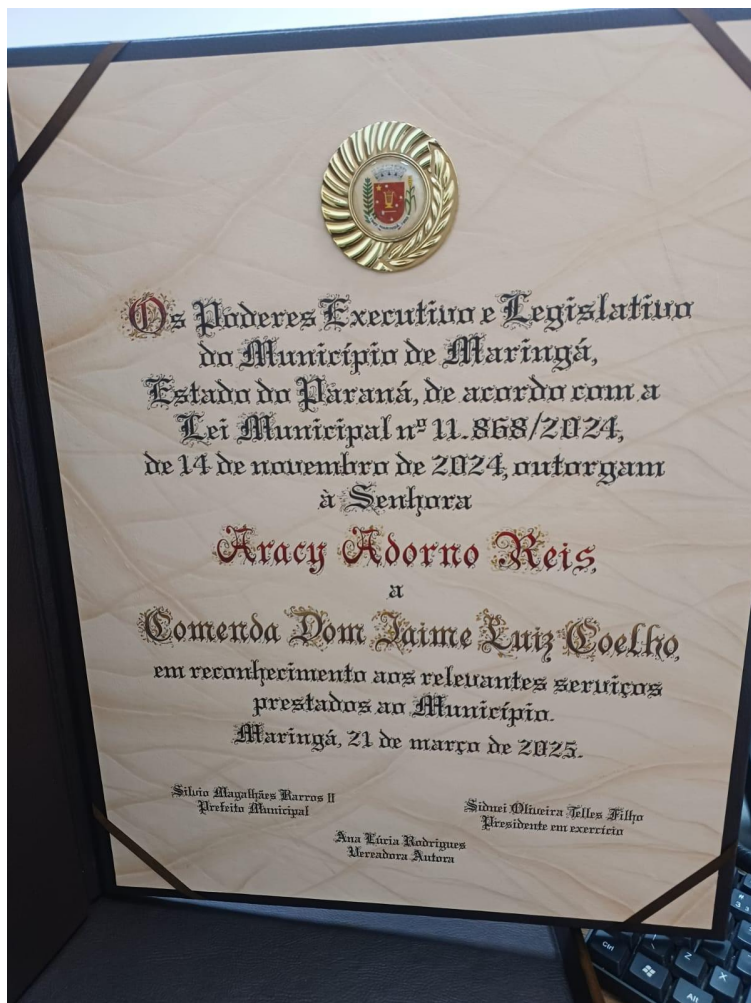 Os Poderes Executivo e Legislativo
do Município de Maringá,
Estado do Paraná, de acordo com a
Lei Municipal nº 11.868/2024,
de 14 de novembro de 2024, outorgam
à Senhora
Aracy Adorno Reis,
a
Comenda Dom Jaime Luiz Coelho,
em reconhecimento aos relevantes serviços
prestados ao Município.
Maringá, 21 de março de 2025.
Silvio Magalhães Barros II
Prefeito Municipal
Sidnei Oliveira Telles Filho
Presidente em exercício
Ana Lúcia Rodrigues
Vereadora Autora
Ctrl
Alt
Z
X